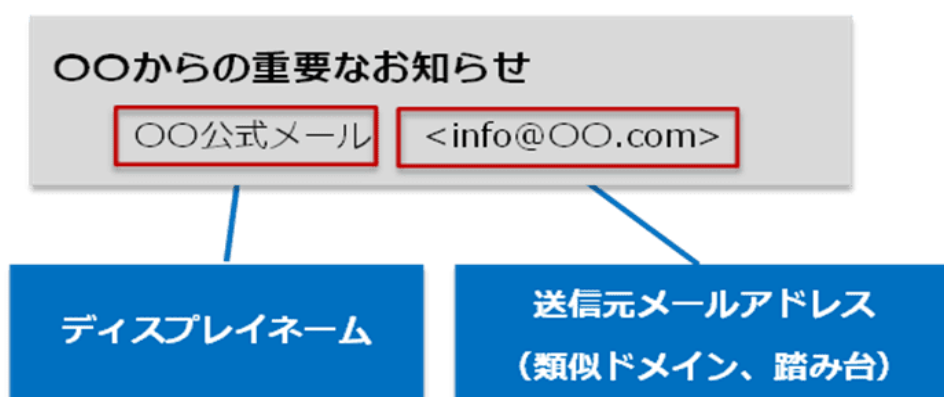 〇〇からの重要なお知らせ
〇〇公式メール <info@〇〇.com>
ディスプレイネーム
送信元メールアドレス
（類似ドメイン、踏み台）